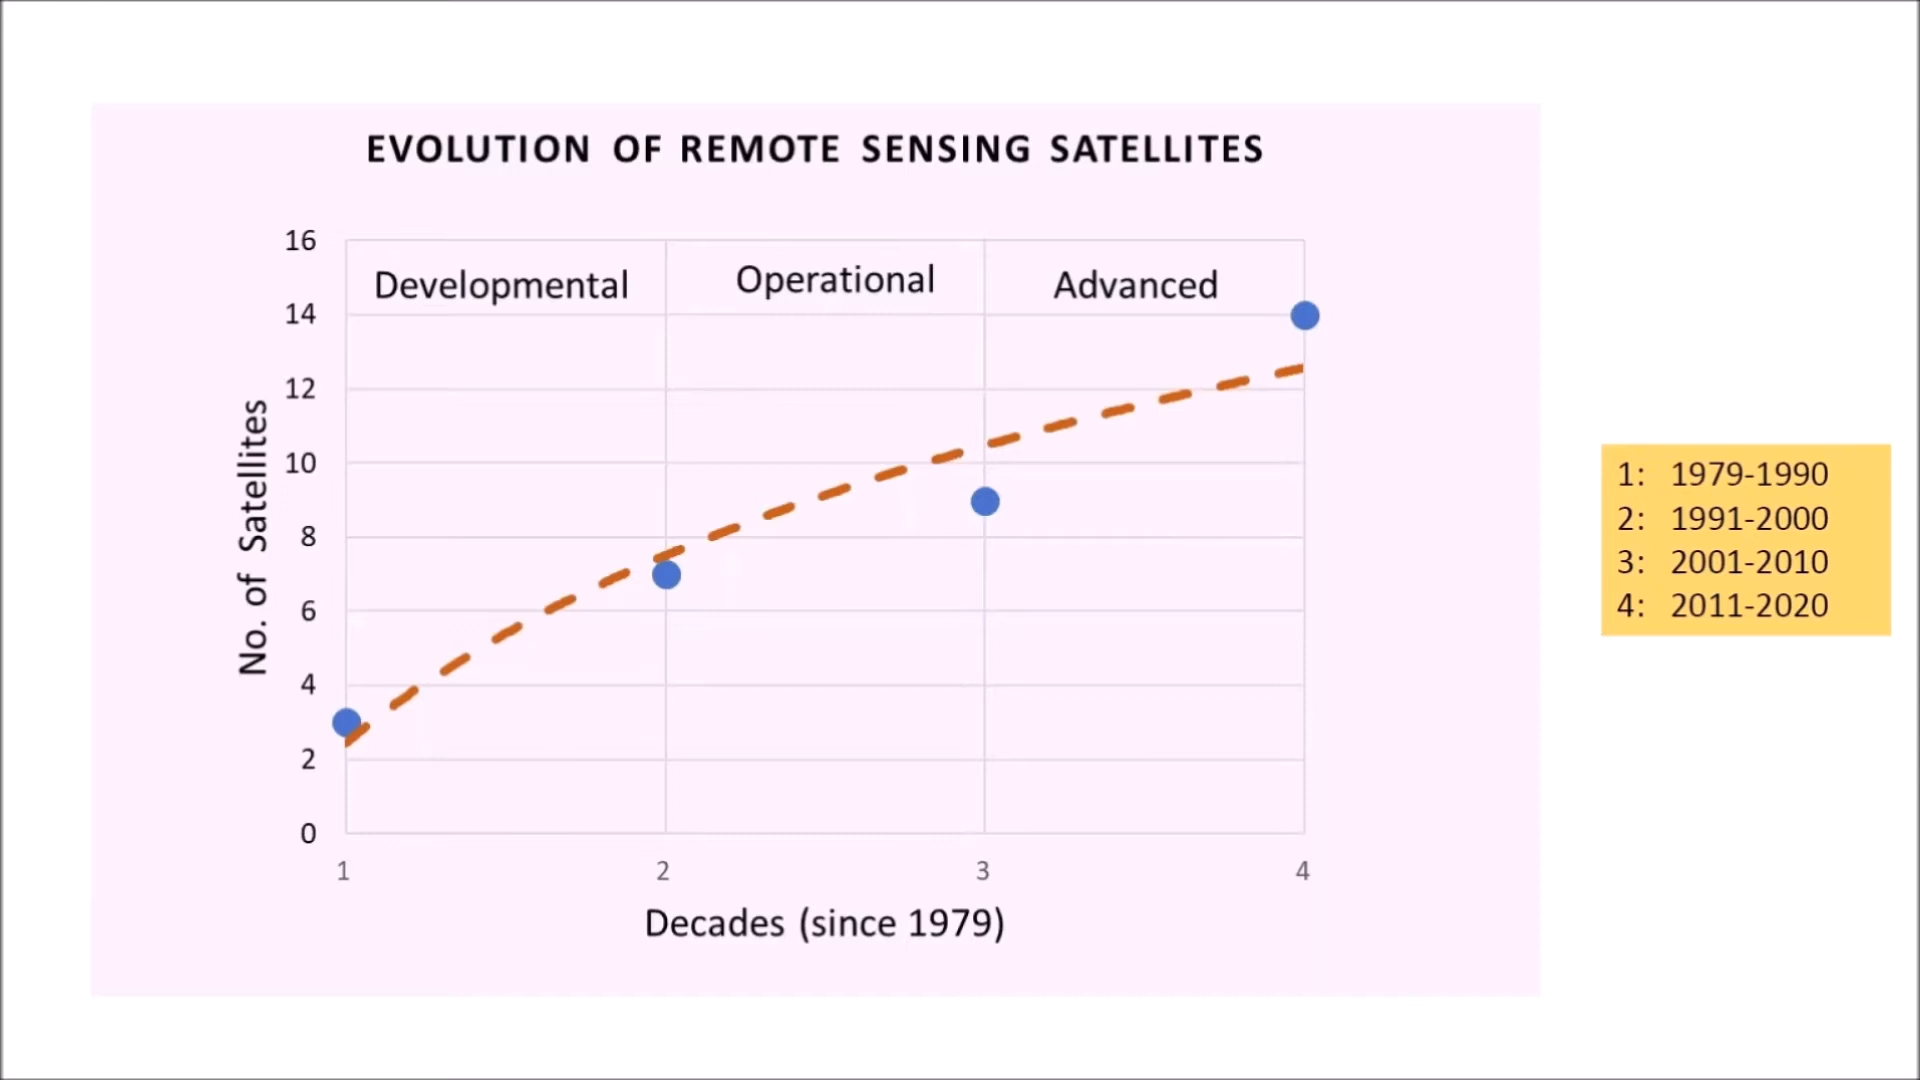 EVOLUTION OF REMOTE SENSING SATELLITES
16
14
12
10
8
6
4
2
0
No. of Satellites
Developmental
Operational
Advanced
1
2
3
4
Decades (since 1979)
1: 1979-1990
2: 1991-2000
3: 2001-2010
4: 2011-2020